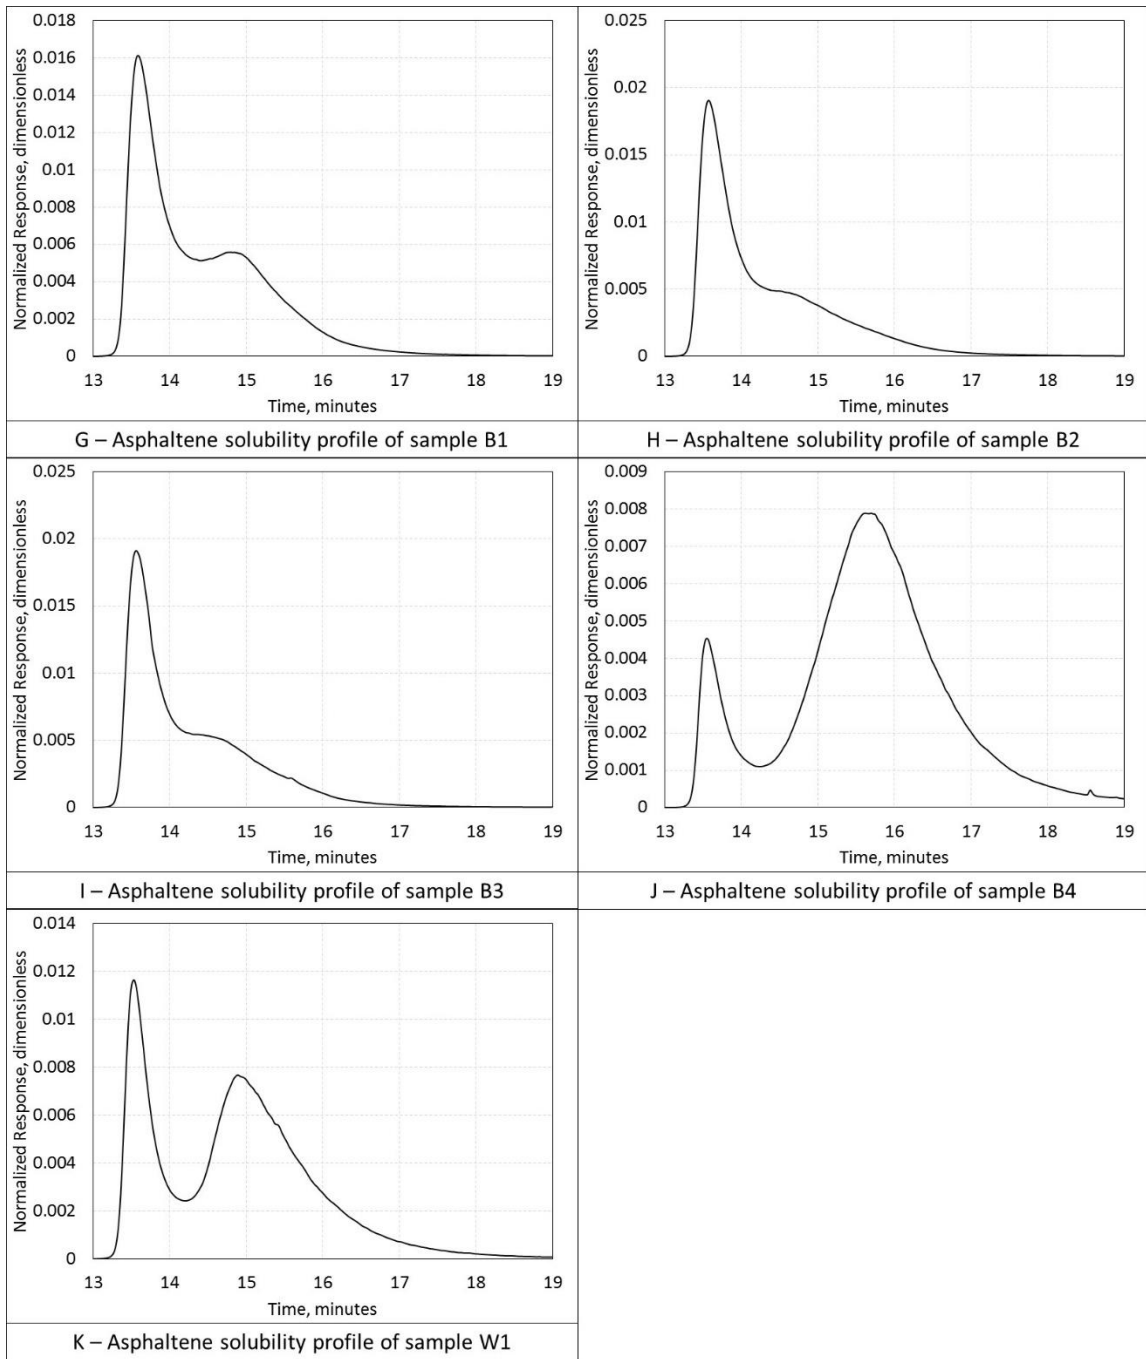 Normalized Response, dimensionless
0.018
0.016
0.014
0.012
0.01
0.008
0.006
0.004
0.002
0
13 14 15 16 17 18 19
Time, minutes
G – Asphaltene solubility profile of sample B1
Normalized Response, dimensionless
0.025
0.02
0.015
0.01
0.005
0
13 14 15 16 17 18 19
Time, minutes
H – Asphaltene solubility profile of sample B2
Normalized Response, dimensionless
0.025
0.02
0.015
0.01
0.005
0
13 14 15 16 17 18 19
Time, minutes
I – Asphaltene solubility profile of sample B3
Normalized Response, dimensionless
0.009
0.008
0.007
0.006
0.005
0.004
0.003
0.002
0.001
0
13 14 15 16 17 18 19
Time, minutes
J – Asphaltene solubility profile of sample B4
Normalized Response, dimensionless
0.014
0.012
0.01
0.008
0.006
0.004
0.002
0
13 14 15 16 17 18 19
Time, minutes
K – Asphaltene solubility profile of sample W1